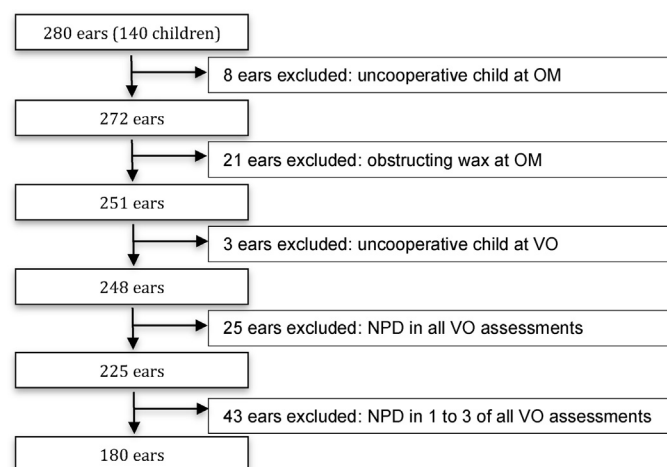 280 ears (140 children)
8 ears excluded: uncooperative child at OM
272 ears
21 ears excluded: obstructing wax at OM
251 ears
3 ears excluded: uncooperative child at VO
248 ears
25 ears excluded: NPD in all VO assessments
225 ears
43 ears excluded: NPD in 1 to 3 of all VO assessments
180 ears